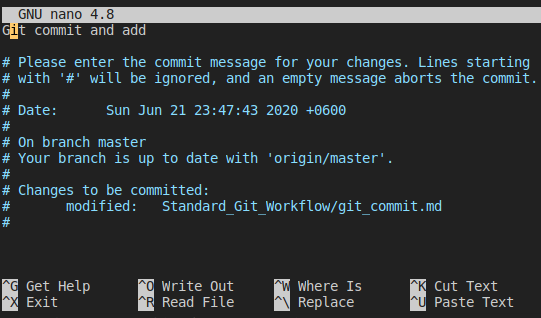 GNU nano 4.8
Git commit and add
# Please enter the commit message for your changes. Lines starting
# with '#' will be ignored, and an empty message aborts the commit.
#
# Date:      Sun Jun 21 23:47:43 2020 +0600
#
# On branch master
# Your branch is up to date with 'origin/master'.
#
# Changes to be committed:
#       modified:   Standard_Git_Workflow/git_commit.md
#
^G Get Help    ^O Write Out    ^W Where Is    ^K Cut Text
^X Exit    ^R Read File    ^\ Replace    ^U Paste Text